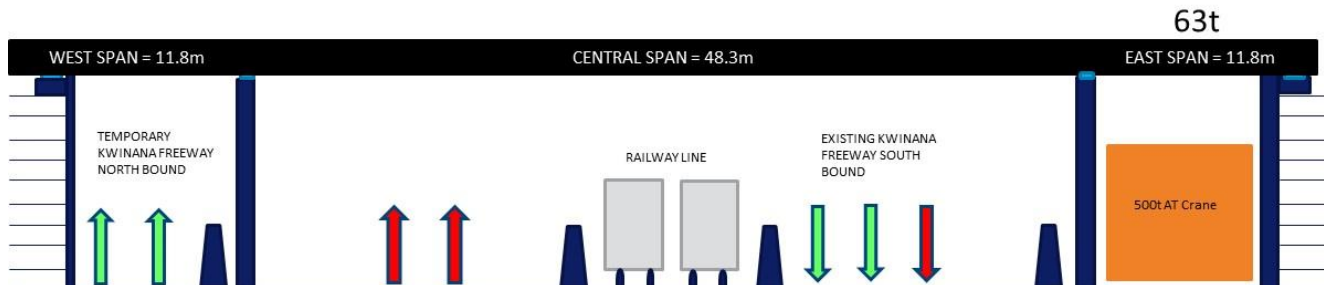 63t
WEST SPAN = 11.8m
CENTRAL SPAN = 48.3m
EAST SPAN = 11.8m
TEMPORARY
KWINANA FREEWAY
NORTH BOUND
RAILWAY LINE
EXISTING KWINANA
FREEWAY SOUTH
BOUND
500t AT Crane